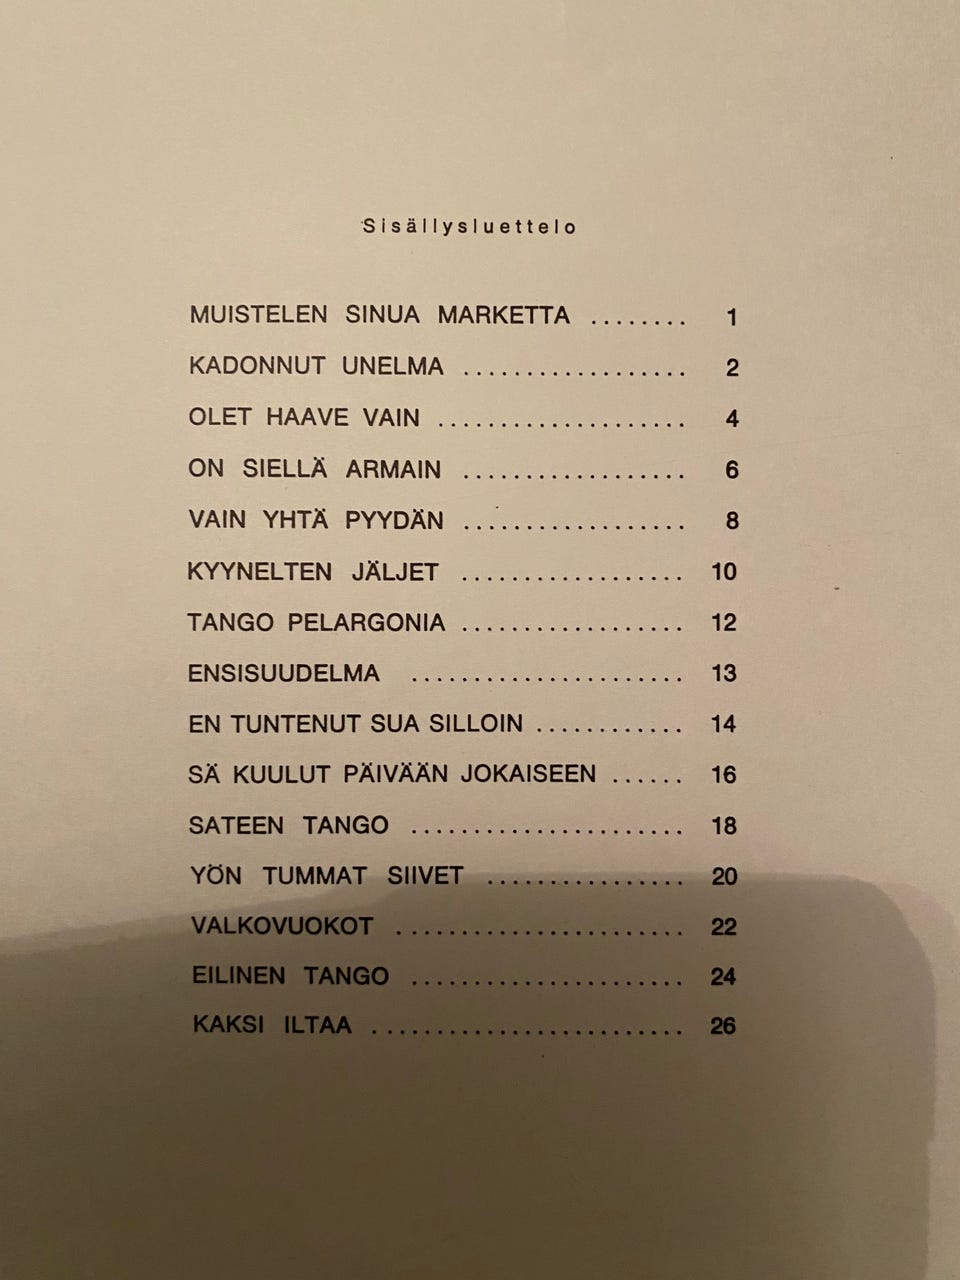 Sisällysluettelo
MUISTELEN SINUA MARKETTA ........ 1
KADONNUT UNELMA .................. 2
OLET HAAVE VAIN .................... 4
ON SIELLÄ ARMAIN .................. 6
VAIN YHTÄ PYYDÄN .................. 8
KYYNELTEN JÄLJET .................. 10
TANGO PELARGONIA .................. 12
ENSISUUDELMA ...................... 13
EN TUNTENUT SUA SILLOIN ............ 14
SÄ KUULUT PÄIVÄÄN JOKAISEEN ...... 16
SATEEN TANGO ...................... 18
YÖN TUMMAT SIIVET ................ 20
VALKOVUOKOT ....................... 22
EILINEN TANGO ...................... 24
KAKSI ILTAA ......................... 26